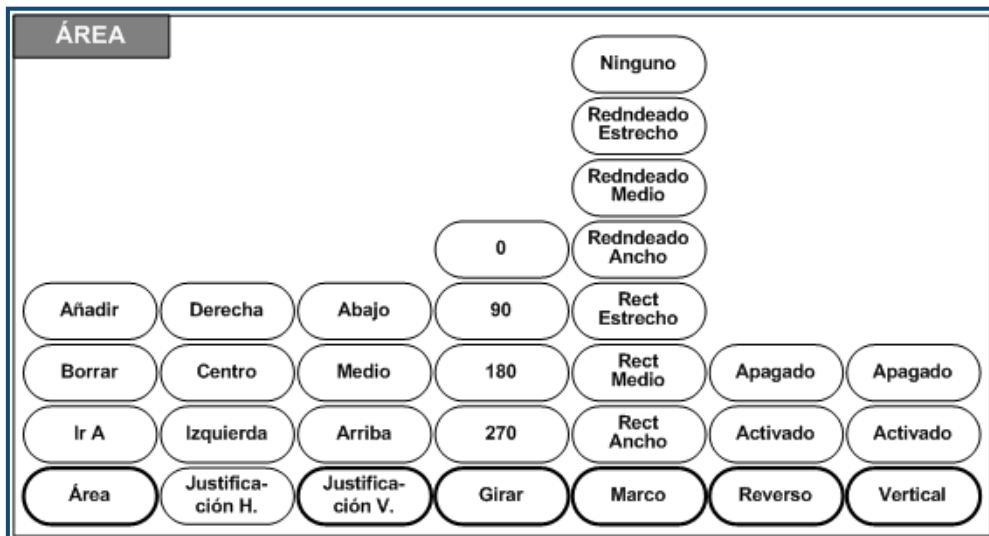 ÁREA
Ninguno
Redndeado
Estrecho
Redndeado
Medio
0
Redndeado
Ancho
Añadir
Derecha
Abajo
90
Rect
Estrecho
Borrar
Centro
Medio
180
Rect
Medio
Apagado
Apagado
Ir A
Izquierda
Arriba
270
Rect
Ancho
Activado
Activado
Área
Justifica-
ción H.
Justifica-
ción V.
Girar
Marco
Reverso
Vertical